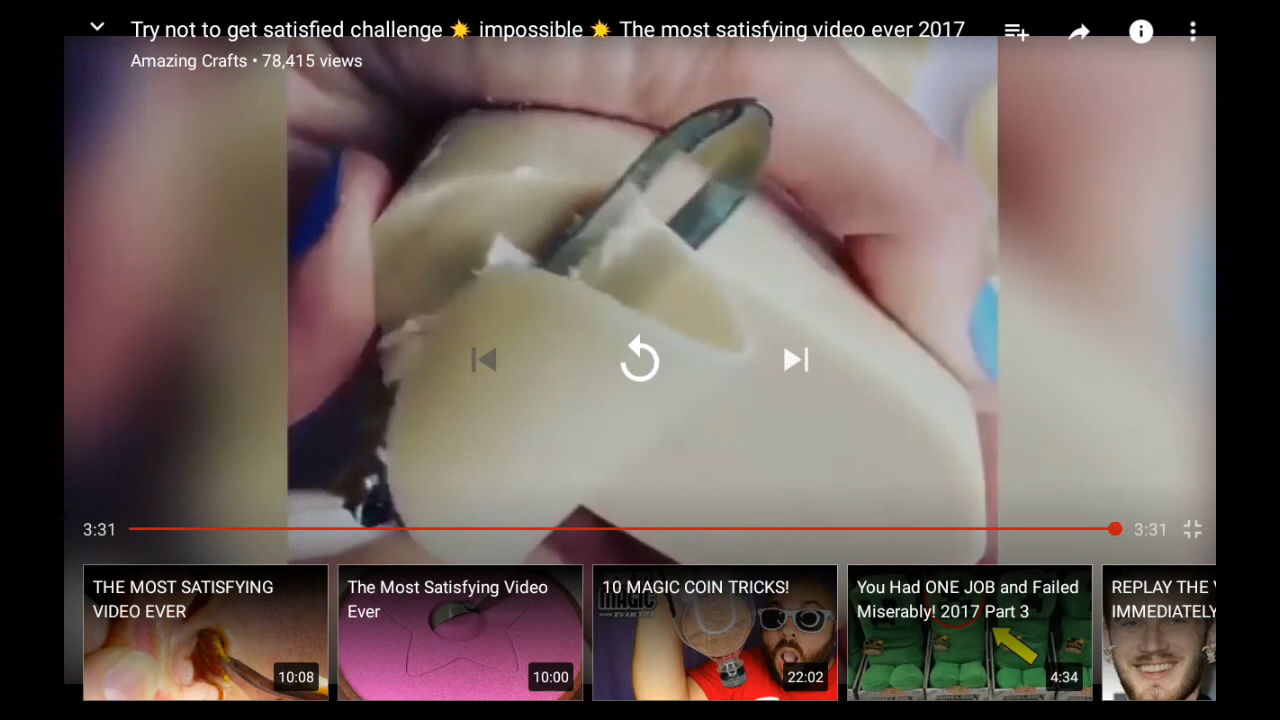 Try not to get satisfied challenge 💥 impossible 💥 The most satisfying video ever 2017
Amazing Crafts • 78,415 views
3:31
3:31
THE MOST SATISFYING
VIDEO EVER
10:08
The Most Satisfying Video
Ever
10:00
10 MAGIC COIN TRICKS!
MAGIC
22:02
You Had ONE JOB and Failed
Miserably! 2017 Part 3
4:34
REPLAY THE
IMMEDIATELY